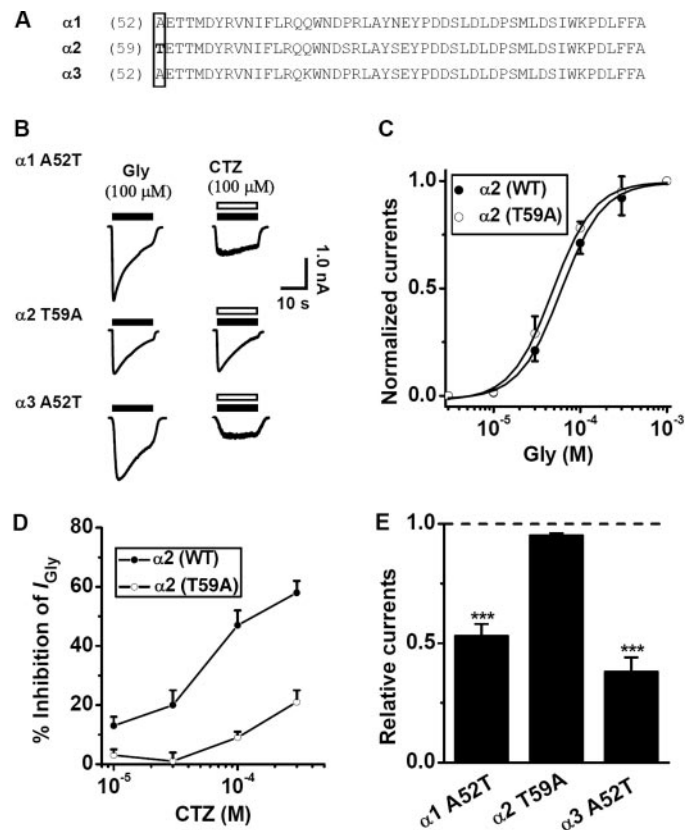 A
α1 (52) AETTMDYRVNIFLRQQWNDPRLAYNEYPDDSLDLDPSMLDSIWKPDLFFA
α2 (59) TETTMDYRVNIFLRQQWNDSRLAYSEYPDDSLDLDPSMLDSIWKPDLFFA
α3 (52) AETTMDYRVNIFLRQKWNDPRLAYSEYPDDSLDLDPSMLDSIWKPDLFFA
B
α1 A52T
Gly
(100 μM)
CTZ
(100 μM)
1.0 nA
10 s
α2 T59A
α3 A52T
C
α2 (WT)
α2 (T59A)
Normalized currents
1.0
0.5
0.0
10⁻⁵ 10⁻⁴ 10⁻³
Gly (M)
D
α2 (WT)
α2 (T59A)
% Inhibition of I_Gly
80
60
40
20
0
10⁻⁵ 10⁻⁴
CTZ (M)
E
Relative currents
1.0
0.5
0.0
*** ***
α1 A52T α2 T59A α3 A52T